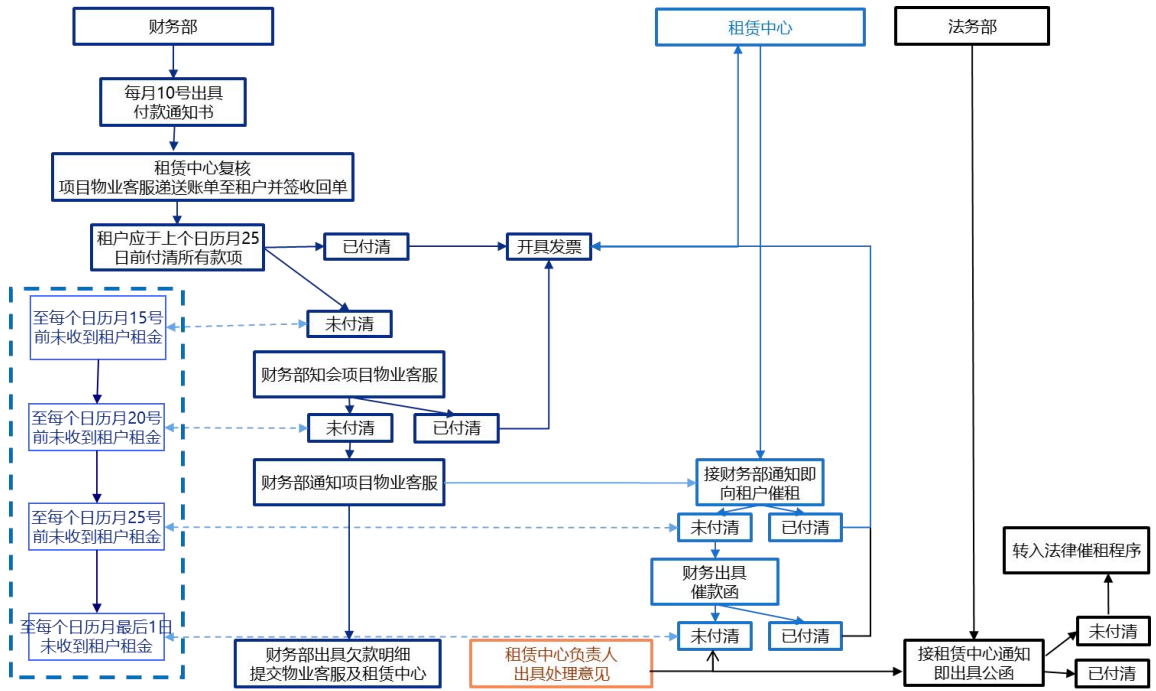 财务部
租赁中心
法务部
每月10号出具
付款通知书
租赁中心复核
项目物业客服递送账单至租户并签收回单
租户应于上个日历月25
日前付清所有款项
已付清
开具发票
至每个日历月15号
前未收到租户租金
未付清
财务部知会项目物业客服
至每个日历月20号
前未收到租户租金
未付清
已付清
财务部通知项目物业客服
接财务部通知即
向租户催租
至每个日历月25号
前未收到租户租金
未付清
已付清
转入法律催租程序
财务出具
催款函
至每个日历月最后1日
未收到租户租金
未付清
已付清
未付清
财务部出具欠款明细
提交物业客服及租赁中心
租赁中心负责人
出具处理意见
接租赁中心通知
即出具公函
已付清